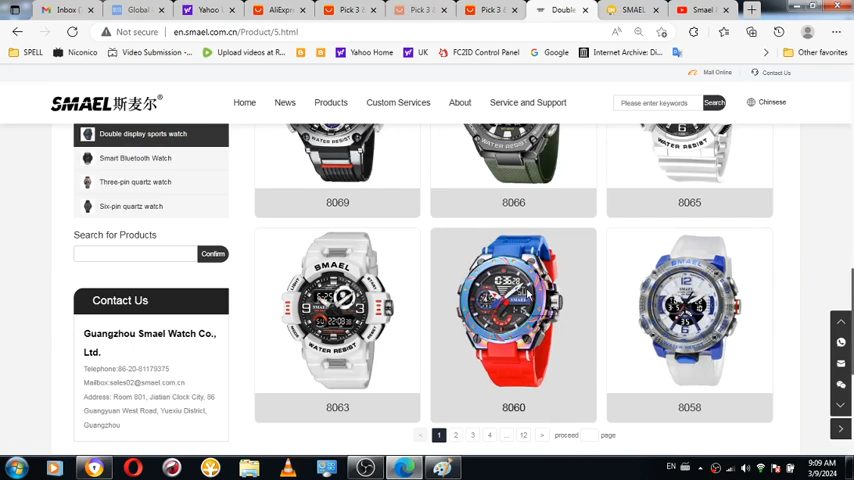 Inbox (
Global
Yahoo
AliExpre
Pick 3
Pick 3
Pick 3
Double
SMAEL
Smael
Not secure en.smael.com.cn/Product/5.html
SPELL Niconico Video Submission -... Upload videos at R... Yahoo Home UK FC2ID Control Panel Google Internet Archive: Di... Other favorites
Mail Online Contact Us
SMAEL斯麦尔®
Home News Products Custom Services About Service and Support Please enter keywords Search Chinsese
Double display sports watch
Smart Bluetooth Watch
Three-pin quartz watch
Six-pin quartz watch
Search for Products
Confirm
Contact Us
Guangzhou Smael Watch Co.,
Ltd.
Telephone:86-20-81179375
Mailbox:sales02@smael.com.cn
Address: Room 801, Jiatian Clock City, 86
Guangyuan West Road, Yuexiu District,
Guangzhou
WATER RESIST
WATER RESIST
WATER RESIST
8069 8066 8065
SMAEL
WATER RESIST
SMAEL
8063 8060 8058
< 1 2 3 4 ... 12 > proceed page
EN 9:09 AM
3/9/2024